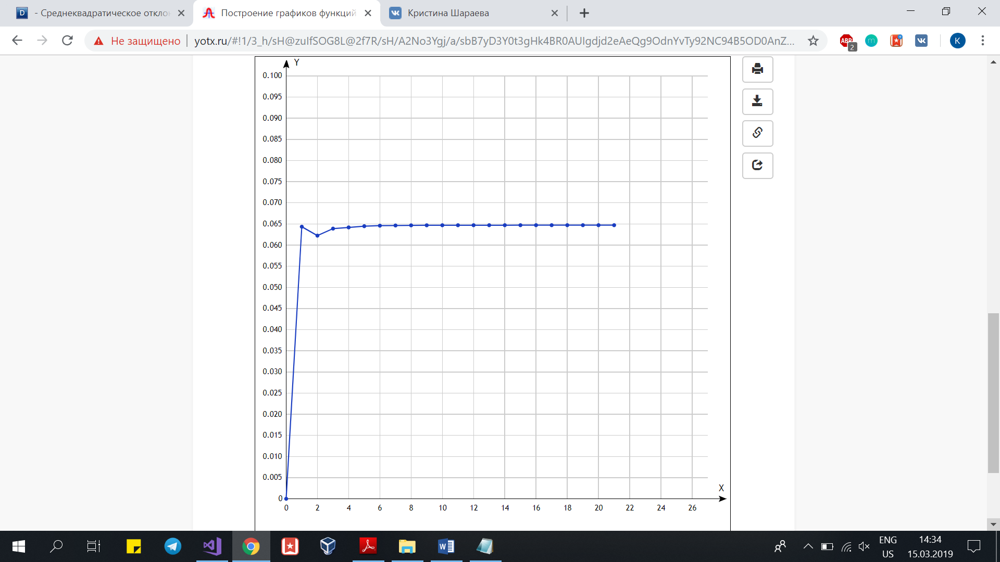 - Среднеквадратическое откло
Построение графиков функций
Кристина Шараева
Не защищено
yotx.ru/#!1/3_h/sH@zuIfSOG8L@2f7R/sH/A2No3Ygj/a/sbB7yD3Y0t3gHk4BR0AUIgdjd2eAeQg9OdnYvTy92NC94B5OD0AnZ...
ABP
2
m
K
Y
0.100
0.095
0.090
0.085
0.080
0.075
0.070
0.065
0.060
0.055
0.050
0.045
0.040
0.035
0.030
0.025
0.020
0.015
0.010
0.005
0
X
0 2 4 6 8 10 12 14 16 18 20 22 24 26
ENG
US
14:34
15.03.2019